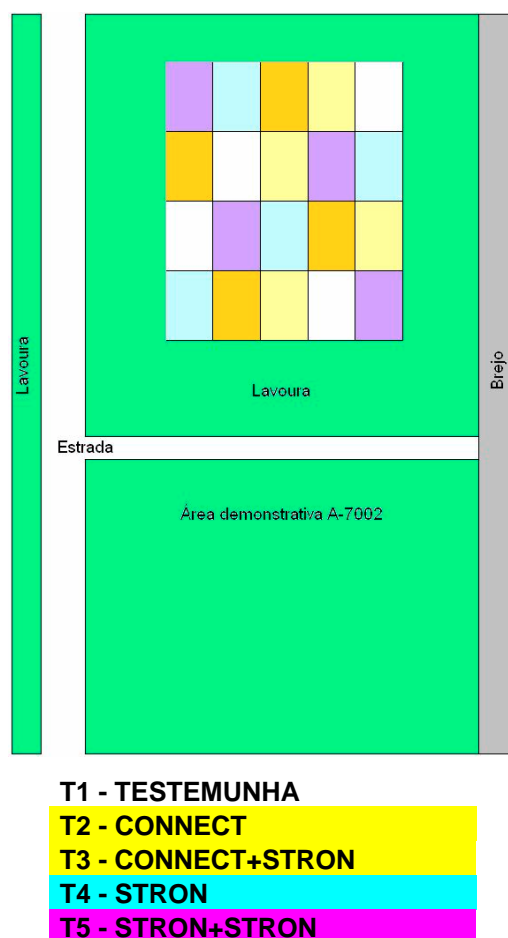 Lavoura
Brejo
Lavoura
Estrada
Área demonstrativa A-7002
T1 - TESTEMUNHA
T2 - CONNECT
T3 - CONNECT+STRON
T4 - STRON
T5 - STRON+STRON